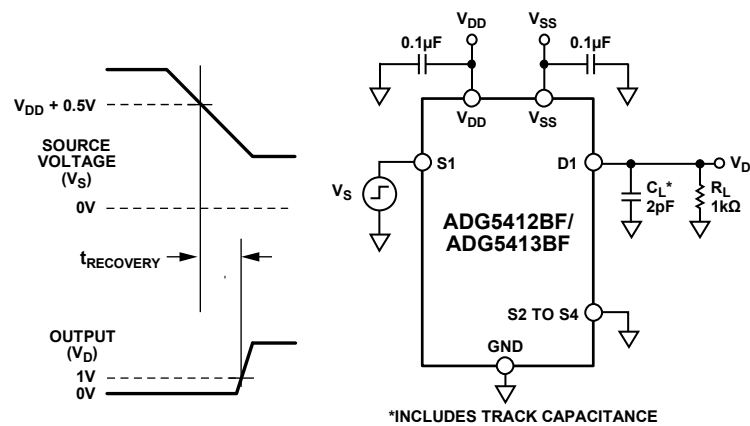 V_DD + 0.5V
SOURCE
VOLTAGE
(V_S)
0V
t_RECOVERY
OUTPUT
(V_D)
1V
0V
V_DD
V_SS
0.1µF
0.1µF
V_DD
V_SS
S1
D1
V_D
V_S
C_L*
2pF
R_L
1kΩ
ADG5412BF/
ADG5413BF
S2 TO S4
GND
*INCLUDES TRACK CAPACITANCE